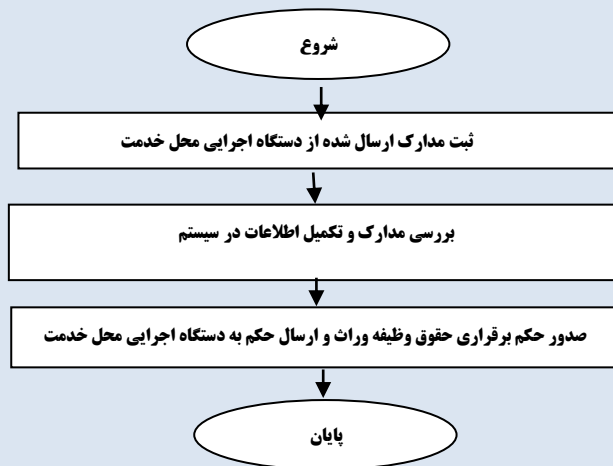 شروع
ثبت مدارک ارسال شده از دستگاه اجرایی محل خدمت
بررسی مدارک و تکمیل اطلاعات در سیستم
صدور حکم برقراری حقوق وظیفه وراث و ارسال حکم به دستگاه اجرایی محل خدمت
پایان